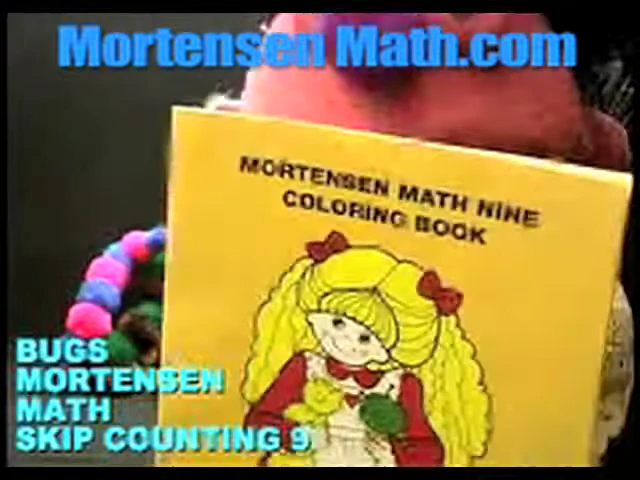 Mortensen Math.com
MORTENSEN MATH NINE
COLORING BOOK
BUGS
MORTENSEN
MATH
SKIP COUNTING 9